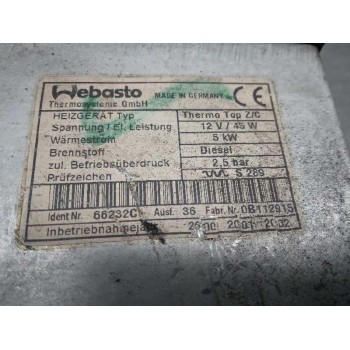 Webasto
MADE IN GERMANY CE
Thermosysteme GmbH
HEIZGERÄT Typ Thermo Top Z/C
Spannung / El. Leistung 12 V / 45 W
Wärmestrom 5 kW
Brennstoff Diesel
zul. Betriebsüberdruck 2,5 bar
Prüfzeichen S 289
Ident Nr. 66232C Ausf. 36 Fabr. Nr. 0B112915
Inbetriebnahmejahr 2000 2001 2002